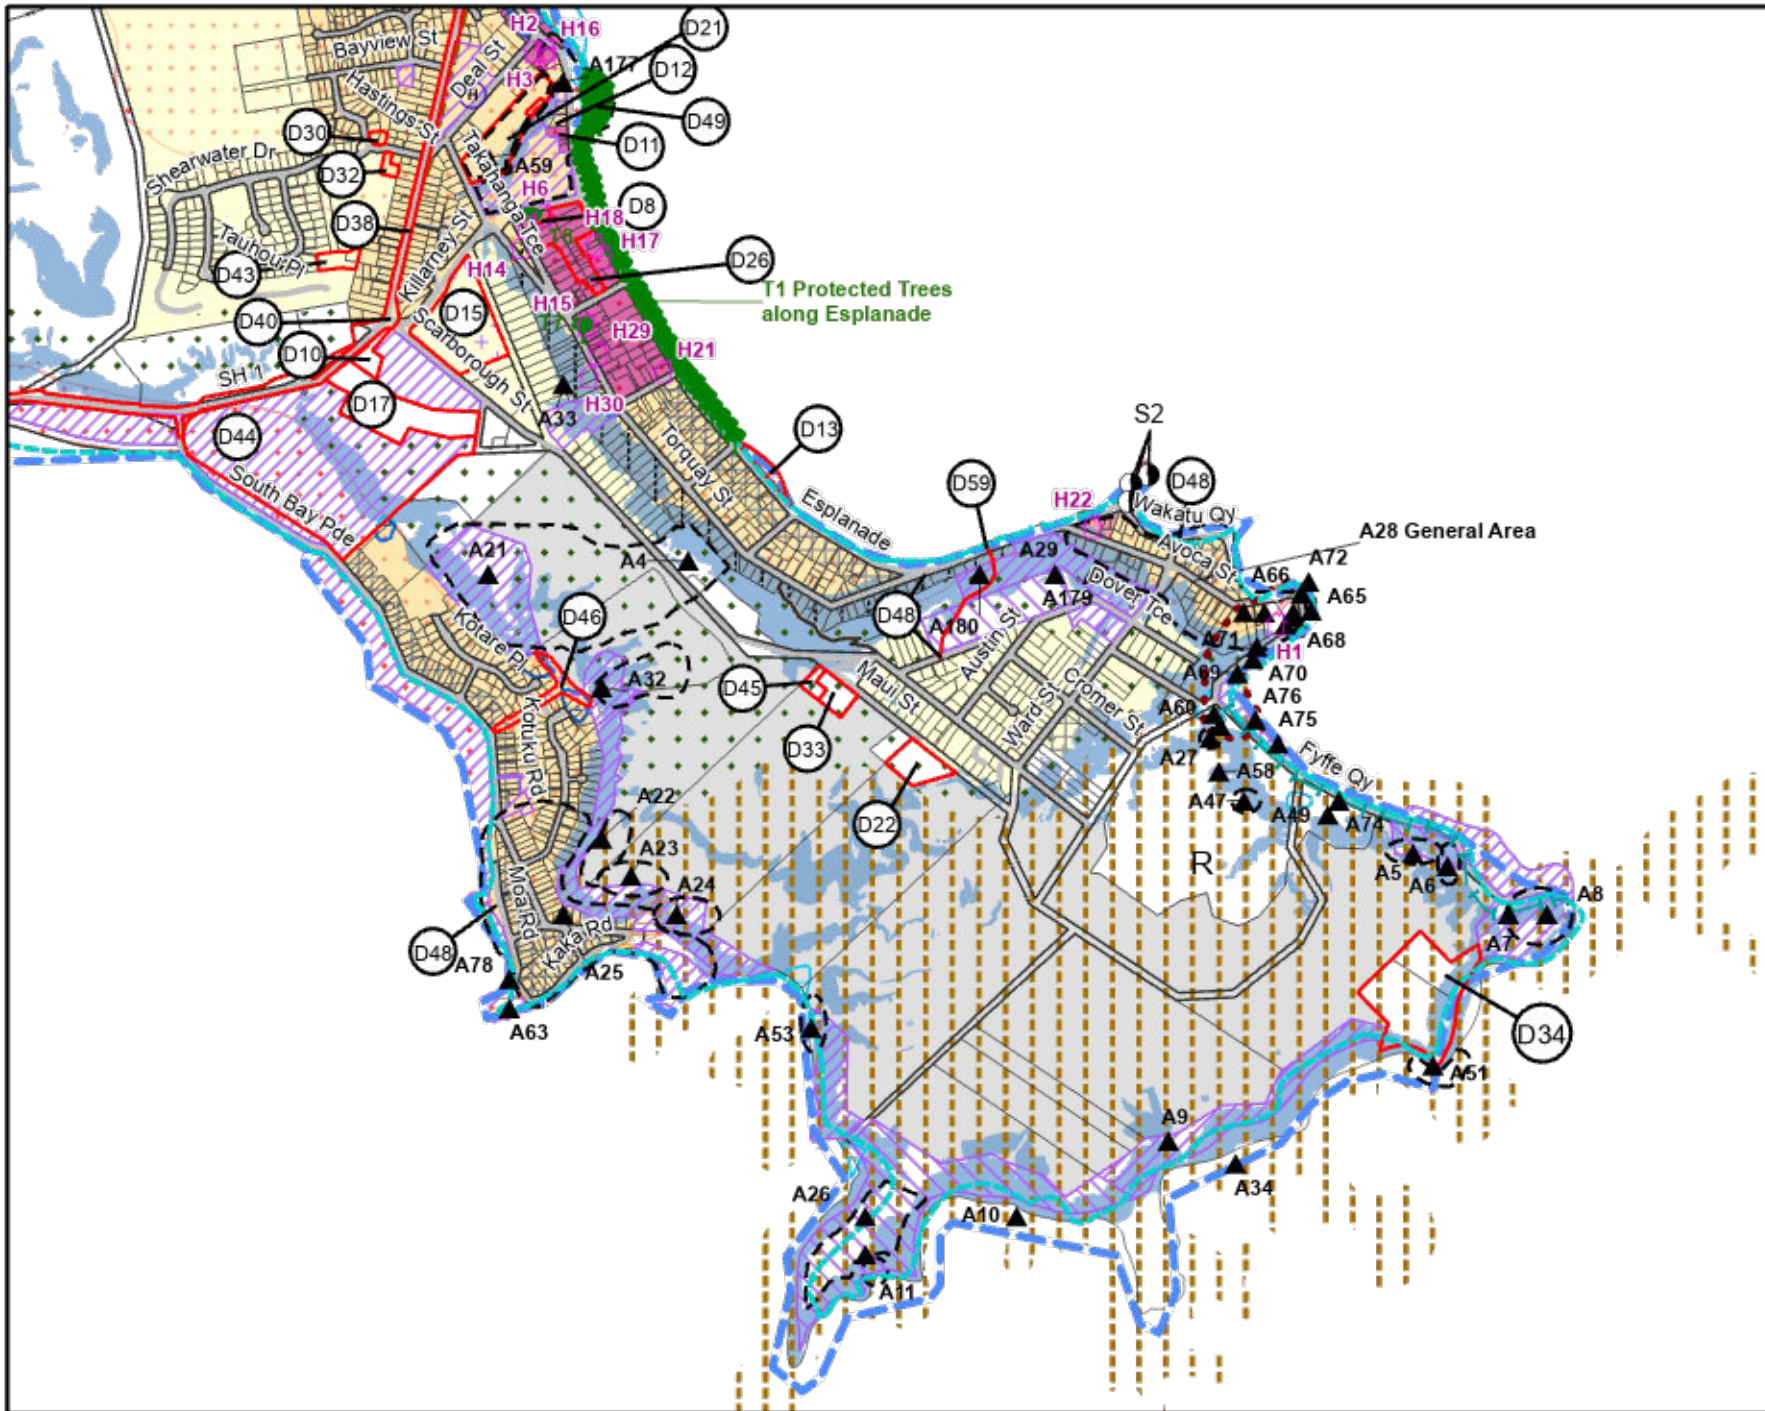 H2
H16
D21
Bayview St
Deal St
H3
A177
D12
H
Hastings St
D49
D30
D11
Takahanga Tce
Shearwater Dr
D32
A59
H6
D8
H18
D38
T6
H17
Tauhou Pl
Killarney St
D43
H14
D26
T1 Protected Trees
along Esplanade
H15
D40
D15
T7
H29
Scarborough St
D10
H21
SH 1
D17
A33
H30
D44
D13
Torquay St
S2
South Bay Pde
D59
D48
Esplanade
H22
Wakatu Qy
A28 General Area
A21
A4
A29
Avoca St
A72
A66
Dover Tce
A65
D48
A179
D46
A180
A71
A68
Kotare Pl
Austin St
H1
A32
D45
Maui St
A69
A70
Cromer St
A76
Kotuku Rd
Ward St
A60
A75
D33
A27
Fyffe Qy
A58
A22
A47
D22
A49
A74
A23
R
A5
A6
Moa Rd
A24
A8
A7
D48
Kaka Rd
A78
A25
A63
A53
D34
A51
A9
A34
A26
A10
A11